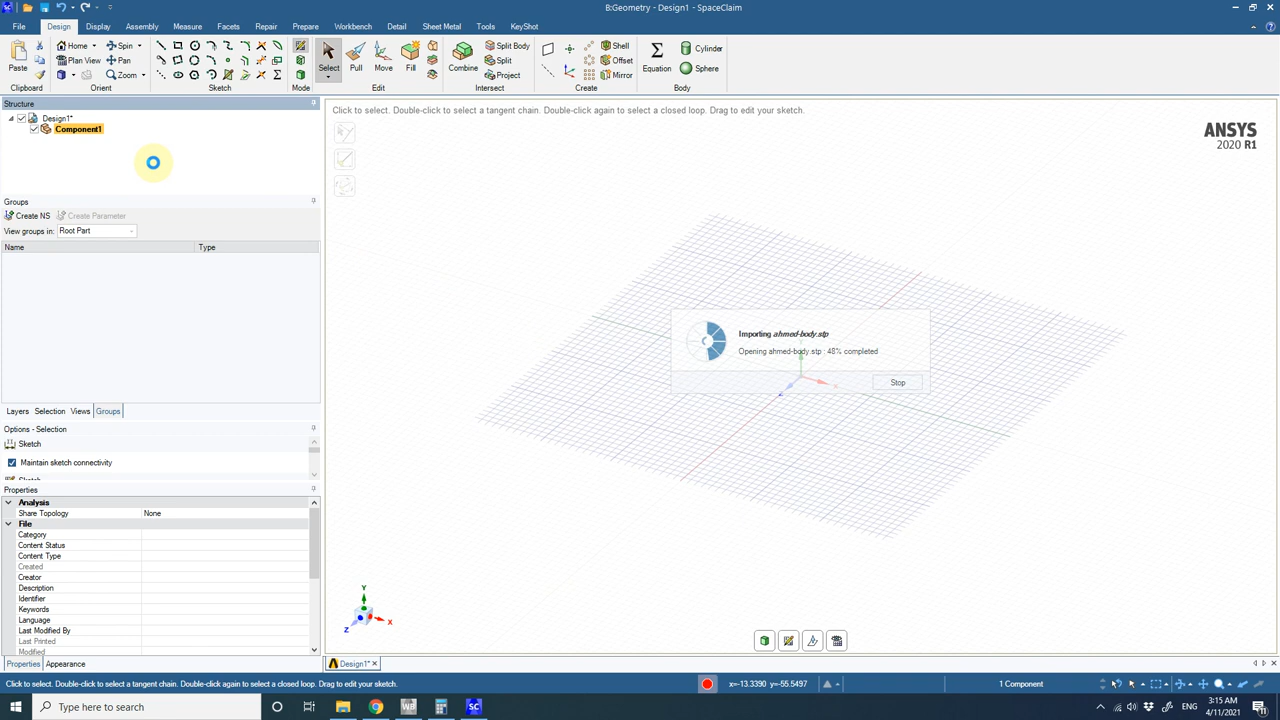 B:Geometry - Design1 - SpaceClaim
File Design Display Assembly Measure Facets Repair Prepare Workbench Detail Sheet Metal Tools KeyShot
Paste Home Spin Plan View Pan Zoom Select Pull Move Fill Combine Split Body Split Project Shell Offset Mirror Equation Cylinder Sphere
Clipboard Orient Sketch Mode Edit Intersect Create Body
Structure
Design1*
Component1
Click to select. Double-click to select a tangent chain. Double-click again to select a closed loop. Drag to edit your sketch.
ANSYS
2020 R1
Groups
Create NS Create Parameter
View groups in: Root Part
Name Type
Importing ahmed-body.stp
Opening ahmed-body.stp : 48% completed
Stop
Layers Selection Views Groups
Options - Selection
Sketch
Maintain sketch connectivity
Sketch
Properties
Analysis
Share Topology None
File
Category
Content Status
Content Type
Created
Creator
Description
Identifier
Keywords
Language
Last Modified By
Last Printed
Modified
Y
X
Z
Properties Appearance
Design1*
Click to select. Double-click to select a tangent chain. Double-click again to select a closed loop. Drag to edit your sketch.
x=-13.3390 y=-55.5497
1 Component
Type here to search
WB
SC
ENG
3:15 AM
4/11/2021